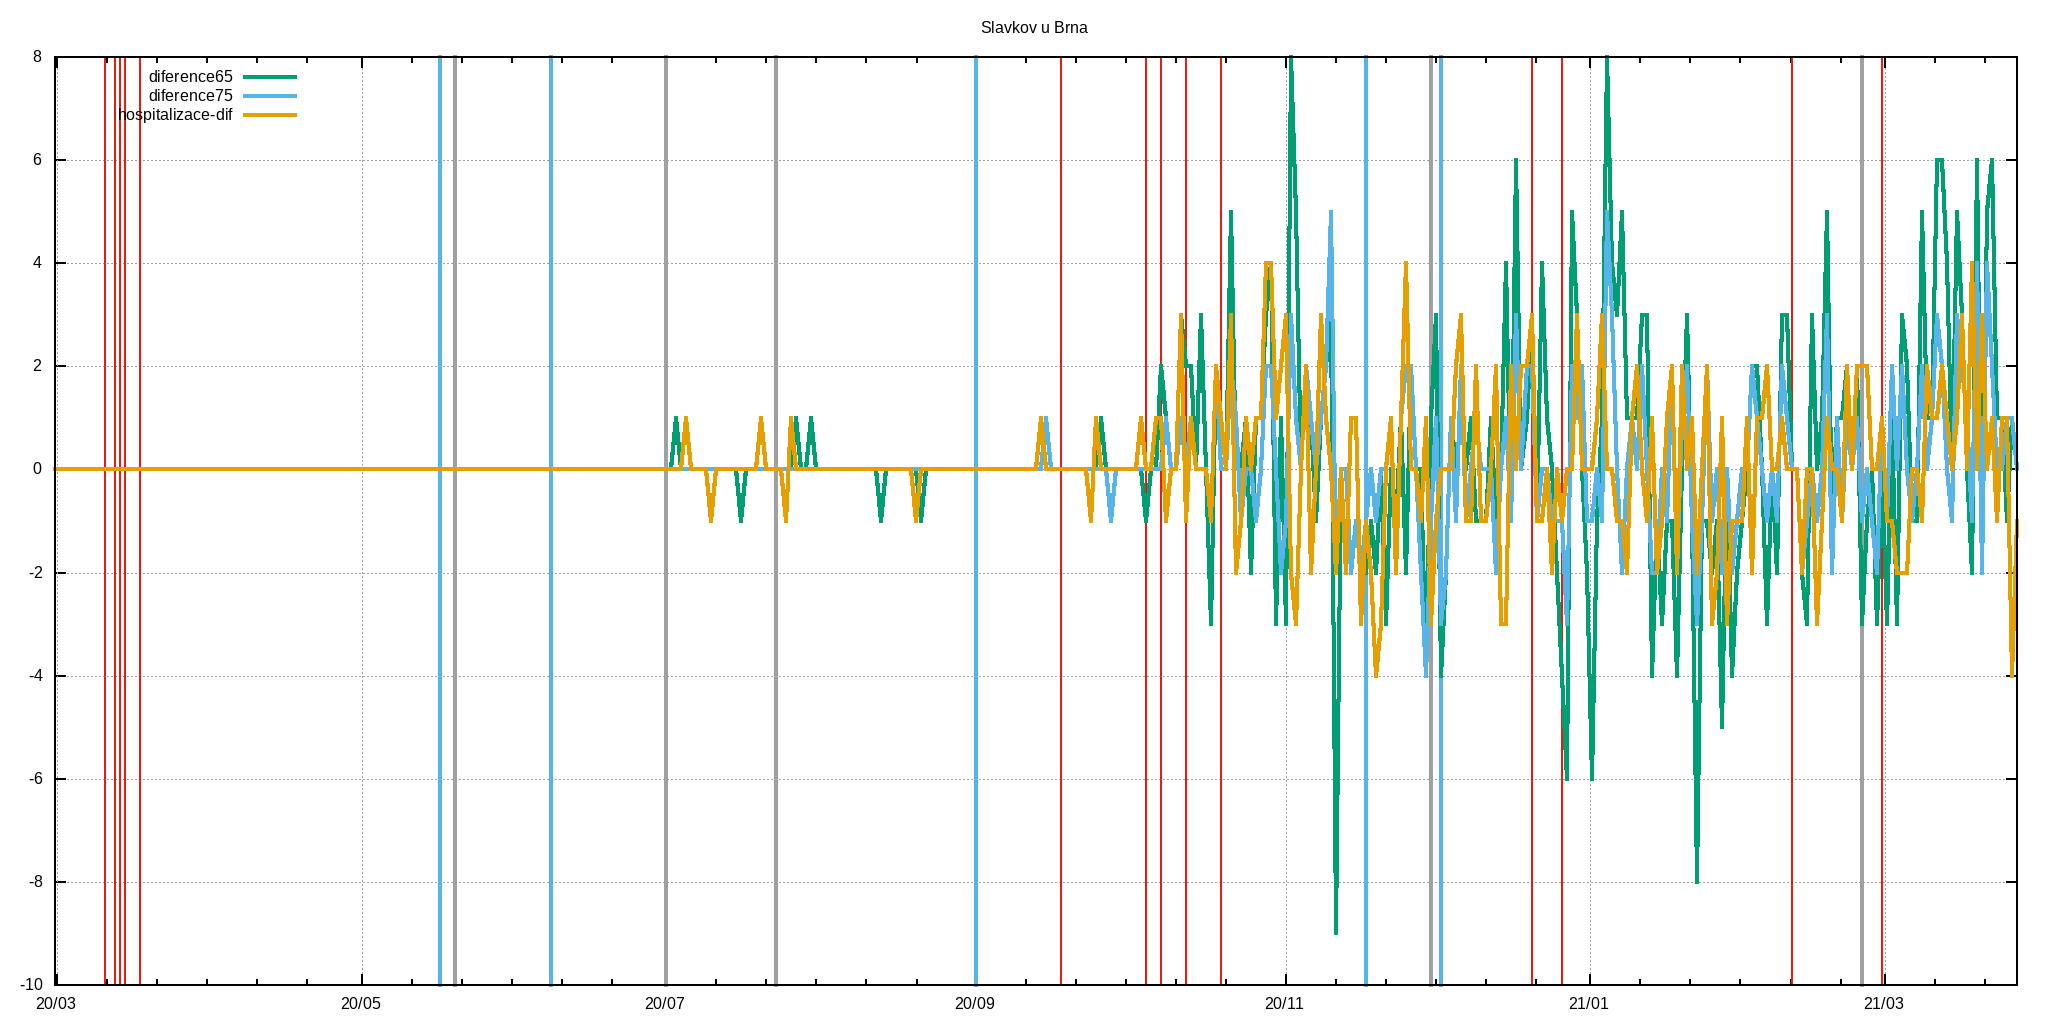 Slavkov u Brna
8
diference65
diference75
hospitalizace-dif
6
4
2
0
-2
-4
-6
-8
-10
20/03 20/05 20/07 20/09 20/11 21/01 21/03